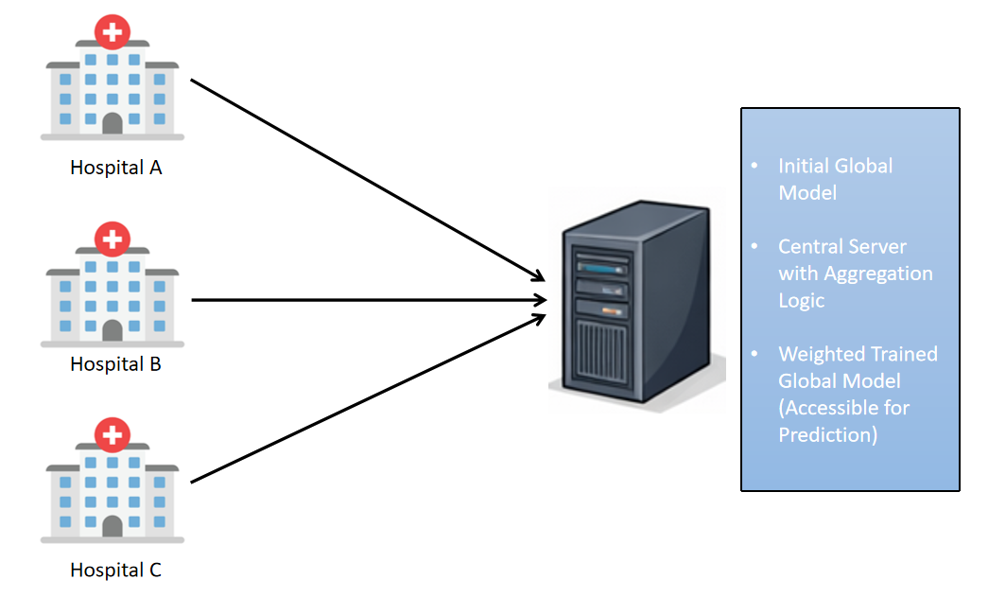 Hospital A
Hospital B
Hospital C
• Initial Global
Model
• Central Server
with Aggregation
Logic
• Weighted Trained
Global Model
(Accessible for
Prediction)